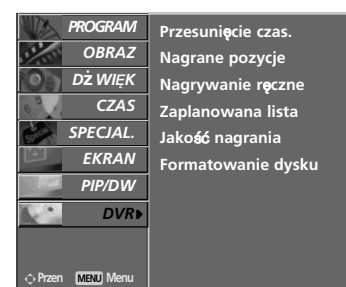 PROGRAM
OBRAZ
DŻWIĘK
CZAS
SPECJAL.
EKRAN
PIP/DW
DVR
Przen MENU Menu
Przesunięcie czas.
Nagrane pozycje
Nagrywanie ręczne
Zaplanowana lista
Jakość nagrania
Formatowanie dysku